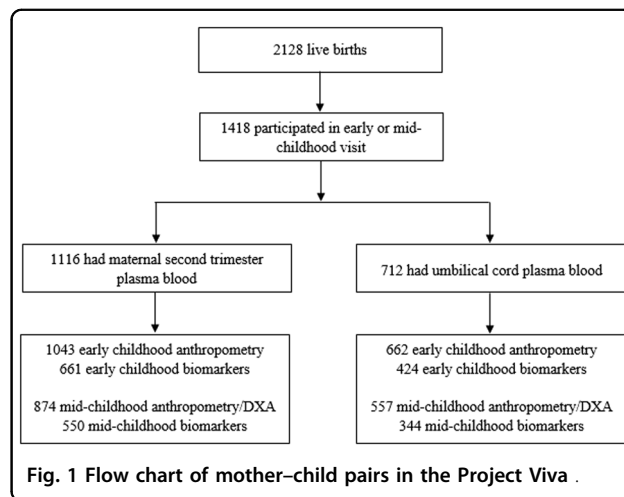 2128 live births
1418 participated in early or mid-
childhood visit
1116 had maternal second trimester
plasma blood
712 had umbilical cord plasma blood
1043 early childhood anthropometry
661 early childhood biomarkers
874 mid-childhood anthropometry/DXA
550 mid-childhood biomarkers
662 early childhood anthropometry
424 early childhood biomarkers
557 mid-childhood anthropometry/DXA
344 mid-childhood biomarkers
Fig. 1 Flow chart of mother–child pairs in the Project Viva .